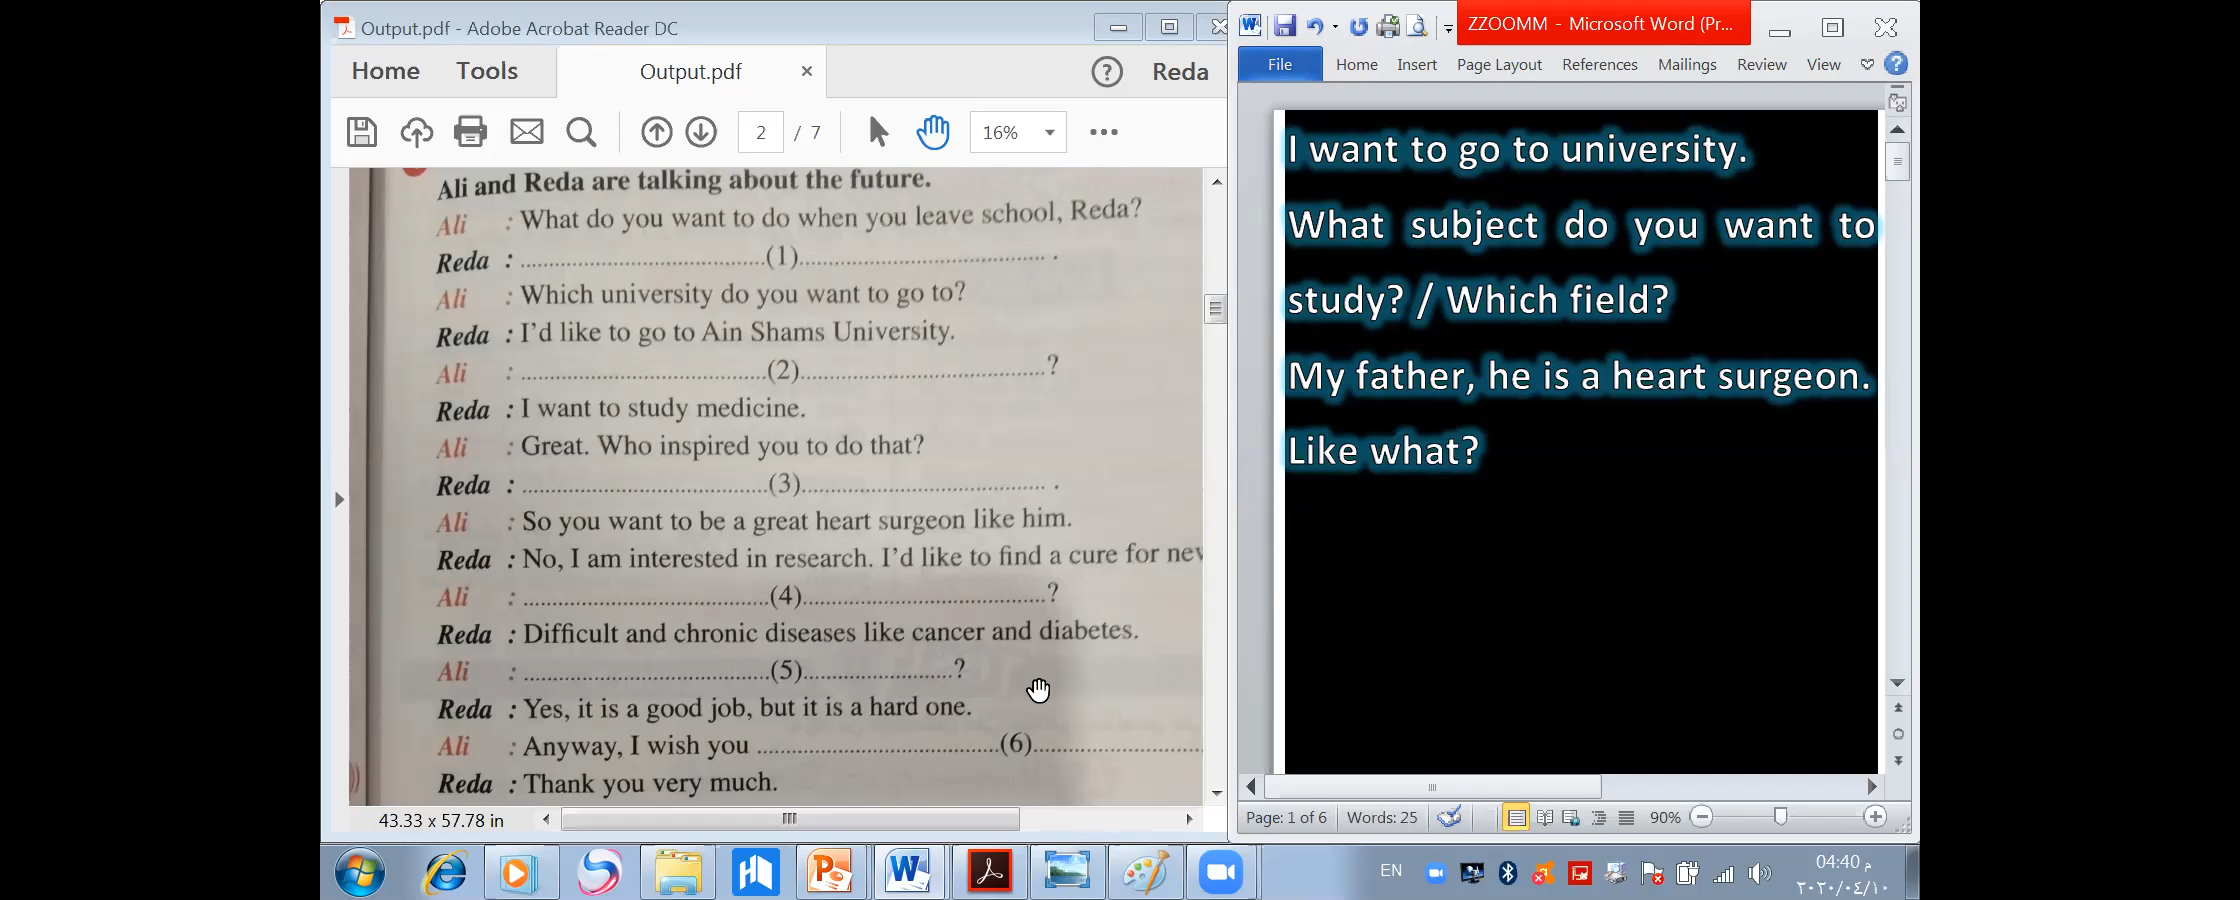 Output.pdf - Adobe Acrobat Reader DC
Home Tools Output.pdf × Reda
2 / 7 16%
Ali and Reda are talking about the future.
Ali : What do you want to do when you leave school, Reda?
Reda : ....................(1)....................
Ali : Which university do you want to go to?
Reda : I'd like to go to Ain Shams University.
Ali : ....................(2)....................?
Reda : I want to study medicine.
Ali : Great. Who inspired you to do that?
Reda : ....................(3)....................
Ali : So you want to be a great heart surgeon like him.
Reda : No, I am interested in research. I'd like to find a cure for
Ali : ....................(4)....................?
Reda : Difficult and chronic diseases like cancer and diabetes.
Ali : ....................(5)....................?
Reda : Yes, it is a good job, but it is a hard one.
Ali : Anyway, I wish you ....................(6)....................
Reda : Thank you very much.
43.33 x 57.78 in
ZZOOMM - Microsoft Word (Pr...
File Home Insert Page Layout References Mailings Review View
I want to go to university.
What subject do you want to
study? / Which field?
My father, he is a heart surgeon.
Like what?
Page: 1 of 6 Words: 25 90%
EN
04:40 م
٢٠٢٠/٠٤/١٠